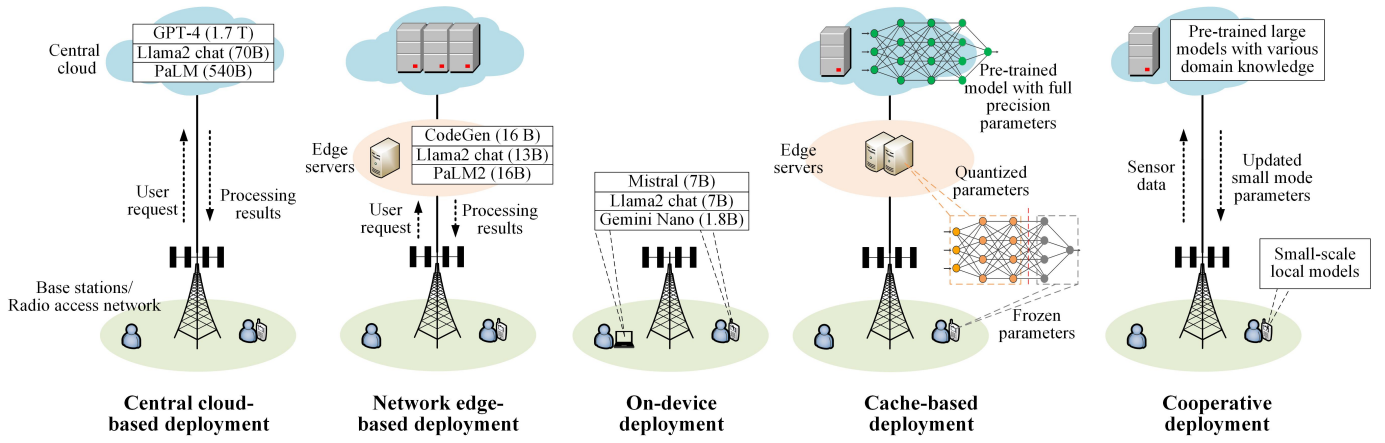 Central
cloud
GPT-4 (1.7 T)
Llama2 chat (70B)
PaLM (540B)
User
request
Processing
results
Base stations/
Radio access network
Central cloud-
based deployment
Edge
servers
CodeGen (16 B)
Llama2 chat (13B)
PaLM2 (16B)
User
request
Processing
results
Network edge-
based deployment
Mistral (7B)
Llama2 chat (7B)
Gemini Nano (1.8B)
On-device
deployment
Pre-trained
model with full
precision
parameters
Edge
servers
Quantized
parameters
Frozen
parameters
Cache-based
deployment
Pre-trained large
models with various
domain knowledge
Sensor
data
Updated
small mode
parameters
Small-scale
local models
Cooperative
deployment